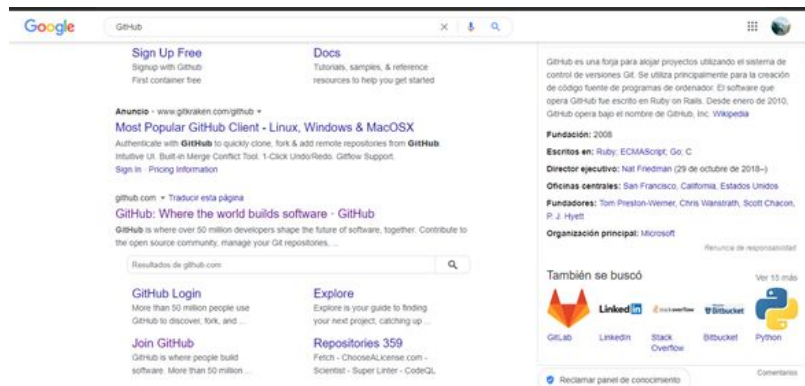 Google
GitHub
Sign Up Free
Signup with Github
First container free
Docs
Tutorials, samples, & reference
resources to help you get started
Anuncio · www.gitkraken.com/github
Most Popular GitHub Client - Linux, Windows & MacOSX
Authenticate with GitHub to quickly clone, fork & add remote repositories from GitHub.
Intuitive UI. Built-in Merge Conflict Tool. 1-Click Undo/Redo. Gitflow Support.
Sign In · Pricing Information
github.com Traducir esta página
GitHub: Where the world builds software · GitHub
GitHub is where over 50 million developers shape the future of software, together. Contribute to
the open source community, manage your Git repositories, ...
Resultados de github.com
GitHub Login
More than 50 million people use
GitHub to discover, fork, and ...
Explore
Explore is your guide to finding
your next project, catching up ...
Join GitHub
GitHub is where people build
software. More than 50 million ...
Repositories 359
Fetch - ChooseALicense.com -
Scientist - Super Linter - CodeQL
GitHub es una forja para alojar proyectos utilizando el sistema de
control de versiones Git. Se utiliza principalmente para la creación
de código fuente de programas de ordenador. El software que
opera GitHub fue escrito en Ruby on Rails. Desde enero de 2010,
GitHub opera bajo el nombre de GitHub, Inc. Wikipedia
Fundación: 2008
Escritos en: Ruby; ECMAScript; Go; C
Director ejecutivo: Nat Friedman (29 de octubre de 2018–)
Oficinas centrales: San Francisco, California, Estados Unidos
Fundadores: Tom Preston-Werner, Chris Wanstrath, Scott Chacon,
P. J. Hyett
Organización principal: Microsoft
Renuncia de responsabilidad
También se buscó
Ver 15 más
Linked in
stackoverflow
Bitbucket
GitLab
LinkedIn
Stack
Overflow
Bitbucket
Python
Reclamar panel de conocimiento
Comentarios